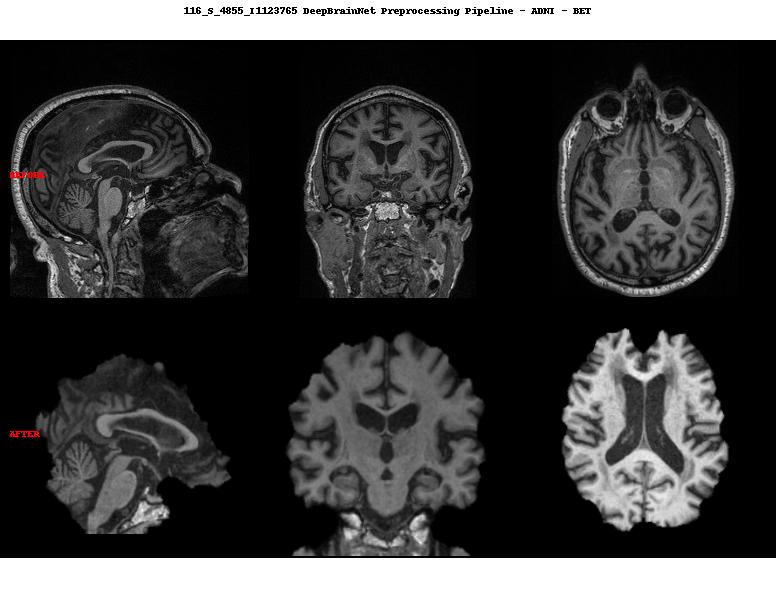 116_S_4855_I1123765 DeepBrainNet Preprocessing Pipeline - ADNI - BET
BEFORE
AFTER